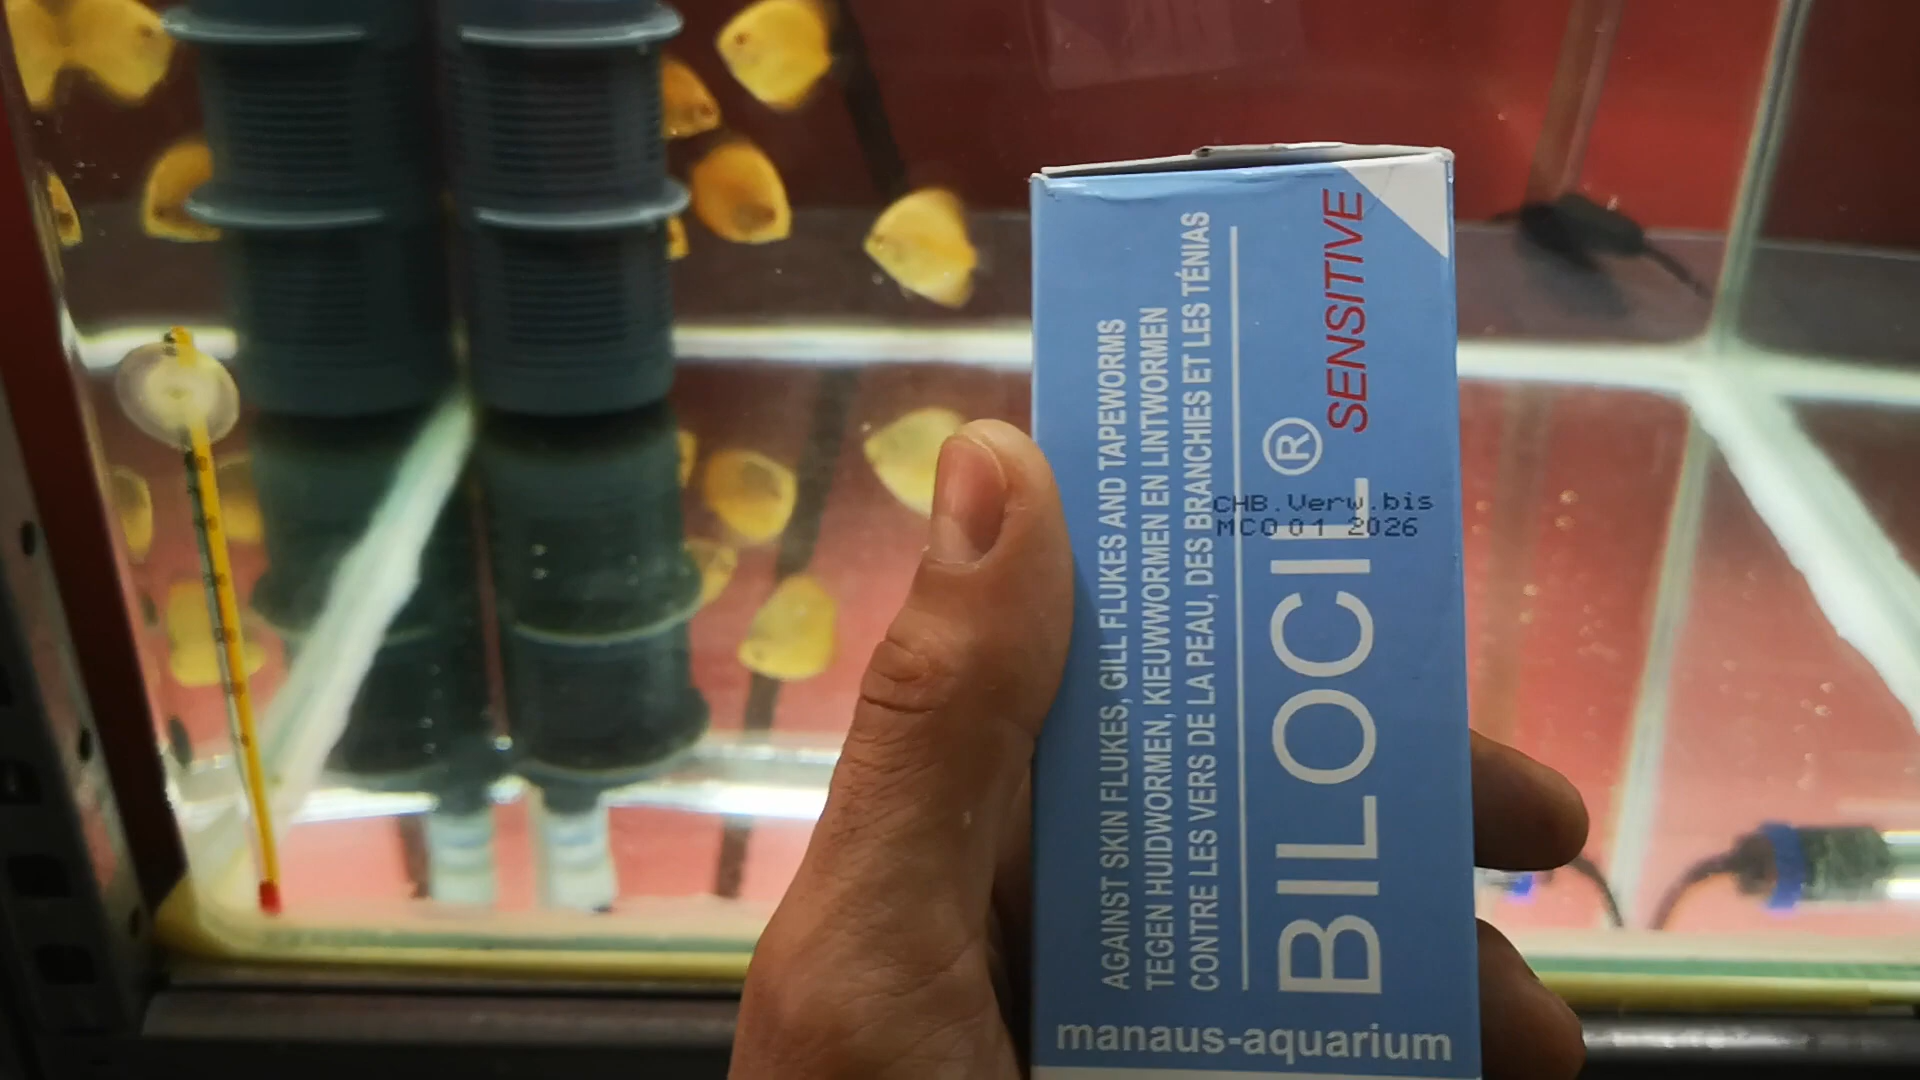 AGAINST SKIN FLUKES, GILL FLUKES AND TAPEWORMS
TEGEN HUIDWORMEN, KIEUWWORMEN EN LINTWORMEN
CONTRE LES VERS DE LA PEAU, DES BRANCHIES ET LES TÉNIAS
BILOCIL®
SENSITIVE
CHB.Verw.bis
MCO 01 2026
manaus-aquarium